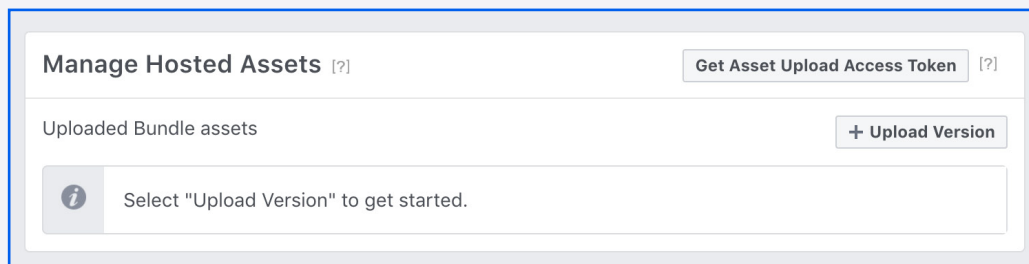 Manage Hosted Assets [?]
Get Asset Upload Access Token [?]
Uploaded Bundle assets
+ Upload Version
Select "Upload Version" to get started.